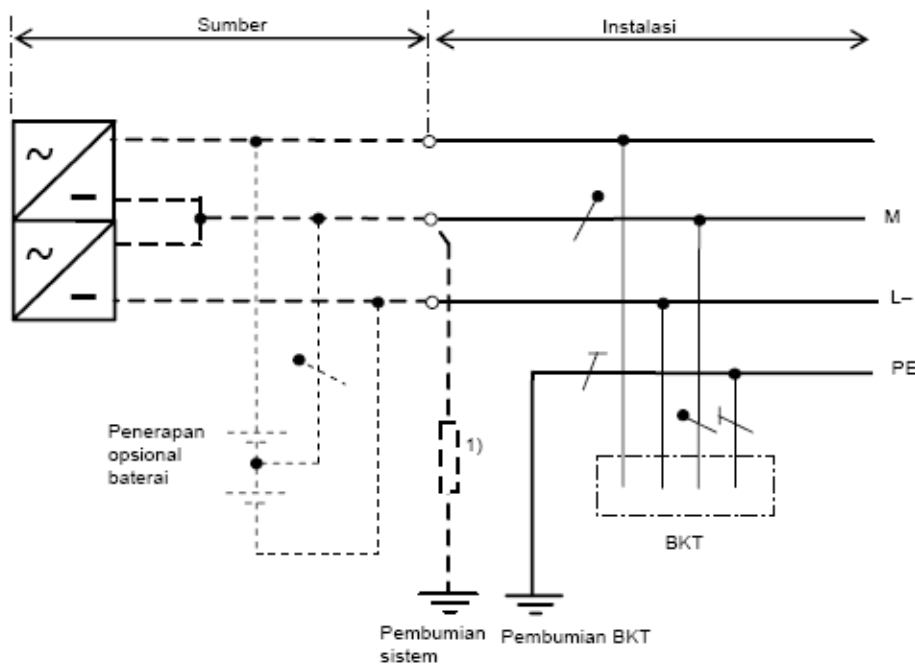 Sumber
Instalasi
M
L–
PE
Penerapan
opsional
baterai
1)
BKT
Pembumian
sistem
Pembumian BKT